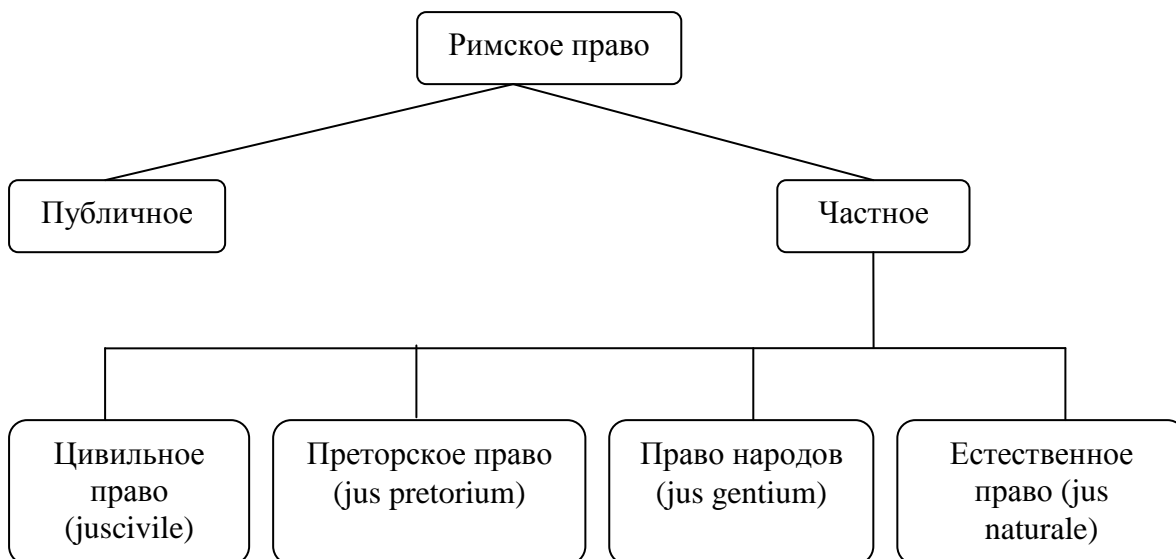 Римское право
Публичное
Частное
Цивильное
право
(juscivile)
Преторское право
(jus pretorium)
Право народов
(jus gentium)
Естественное
право (jus
naturale)